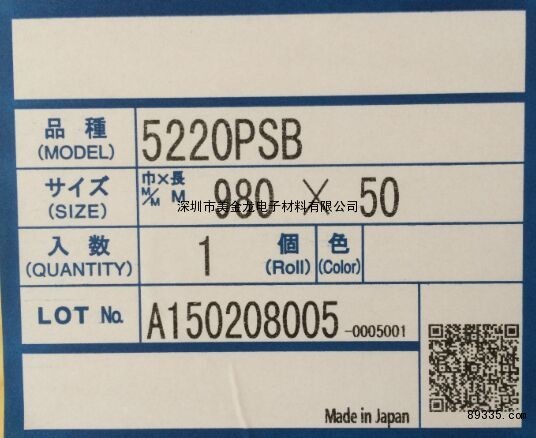 品種 (MODEL) 5220PSB
サイズ (SIZE) 巾×長 M/M M 980 × 50
深圳市美金龙电子材料有限公司
入数 (QUANTITY) 1 個 (Roll) 色 (Color)
LOT No. A150208005-0005001
Made in Japan
89335.com